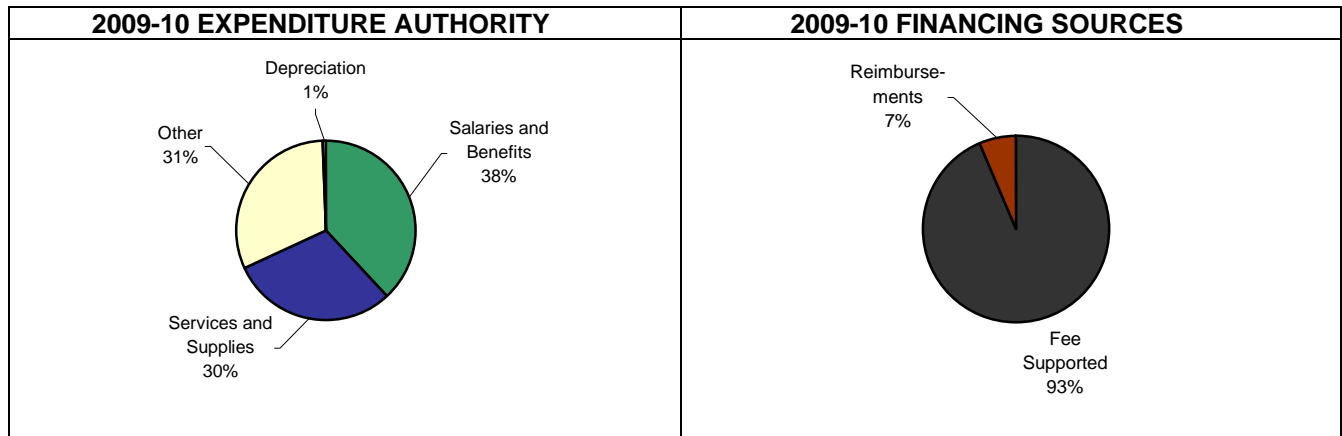 2009-10 EXPENDITURE AUTHORITY
Depreciation
1%
Other
31%
Salaries and
Benefits
38%
Services and
Supplies
30%
2009-10 FINANCING SOURCES
Reimburse-
ments
7%
Fee
Supported
93%